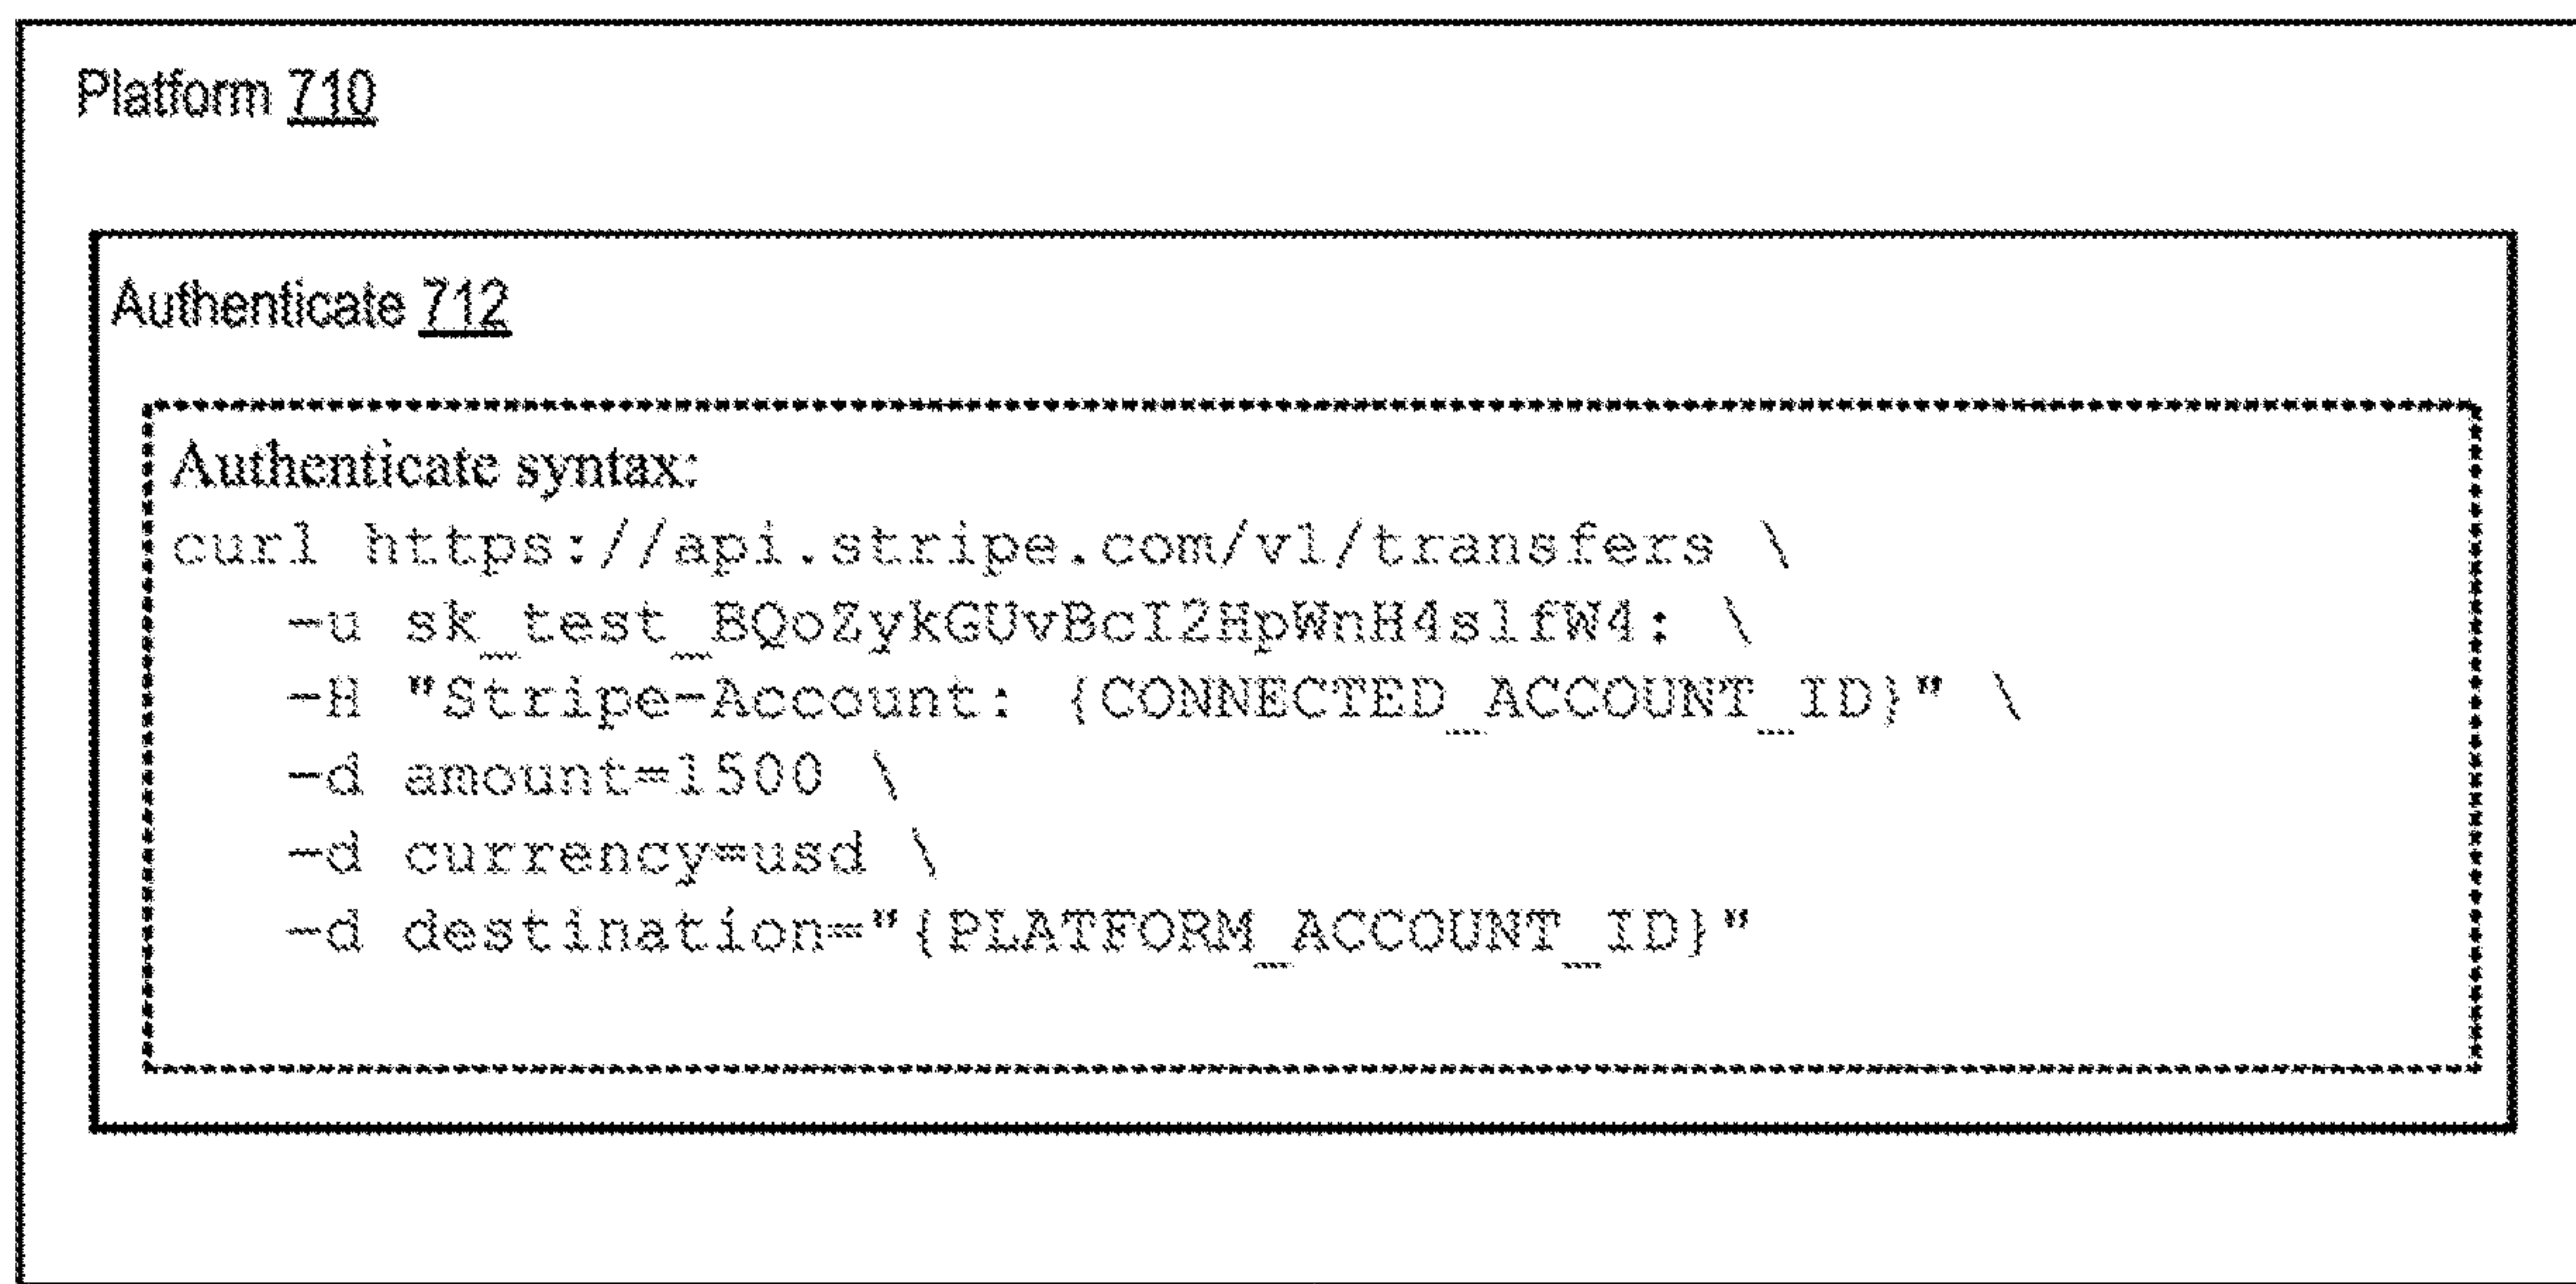 Platform 710
Authenticate 712
Authenticate syntax:
curl https://api.stripe.com/v1/transfers \
-u sk_test_BQoZykGUvBcI2HpWnH4slfW4: \
-H "Stripe-Account: {CONNECTED_ACCOUNT_ID}" \
-d amount=1500 \
-d currency=usd \
-d destination="{PLATFORM_ACCOUNT_ID}"